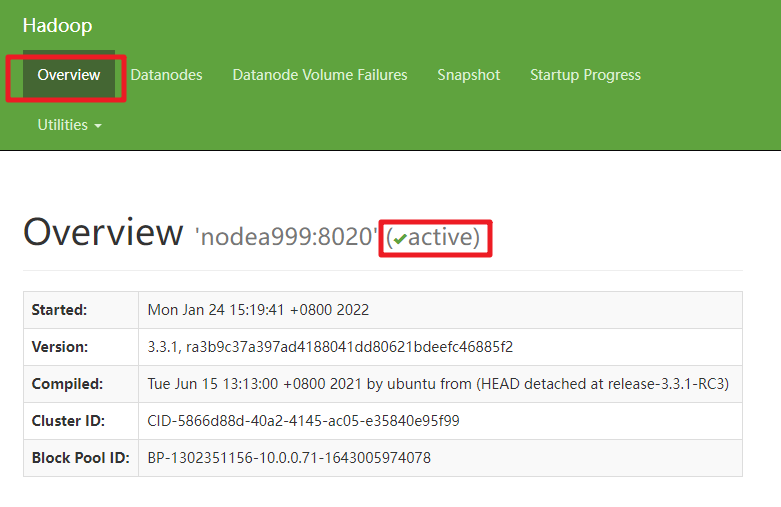 Hadoop
Overview Datanodes Datanode Volume Failures Snapshot Startup Progress
Utilities
Overview 'nodea999:8020' (✔active)
Started: Mon Jan 24 15:19:41 +0800 2022
Version: 3.3.1, ra3b9c37a397ad4188041dd80621bdeefc46885f2
Compiled: Tue Jun 15 13:13:00 +0800 2021 by ubuntu from (HEAD detached at release-3.3.1-RC3)
Cluster ID: CID-5866d88d-40a2-4145-ac05-e35840e95f99
Block Pool ID: BP-1302351156-10.0.0.71-1643005974078